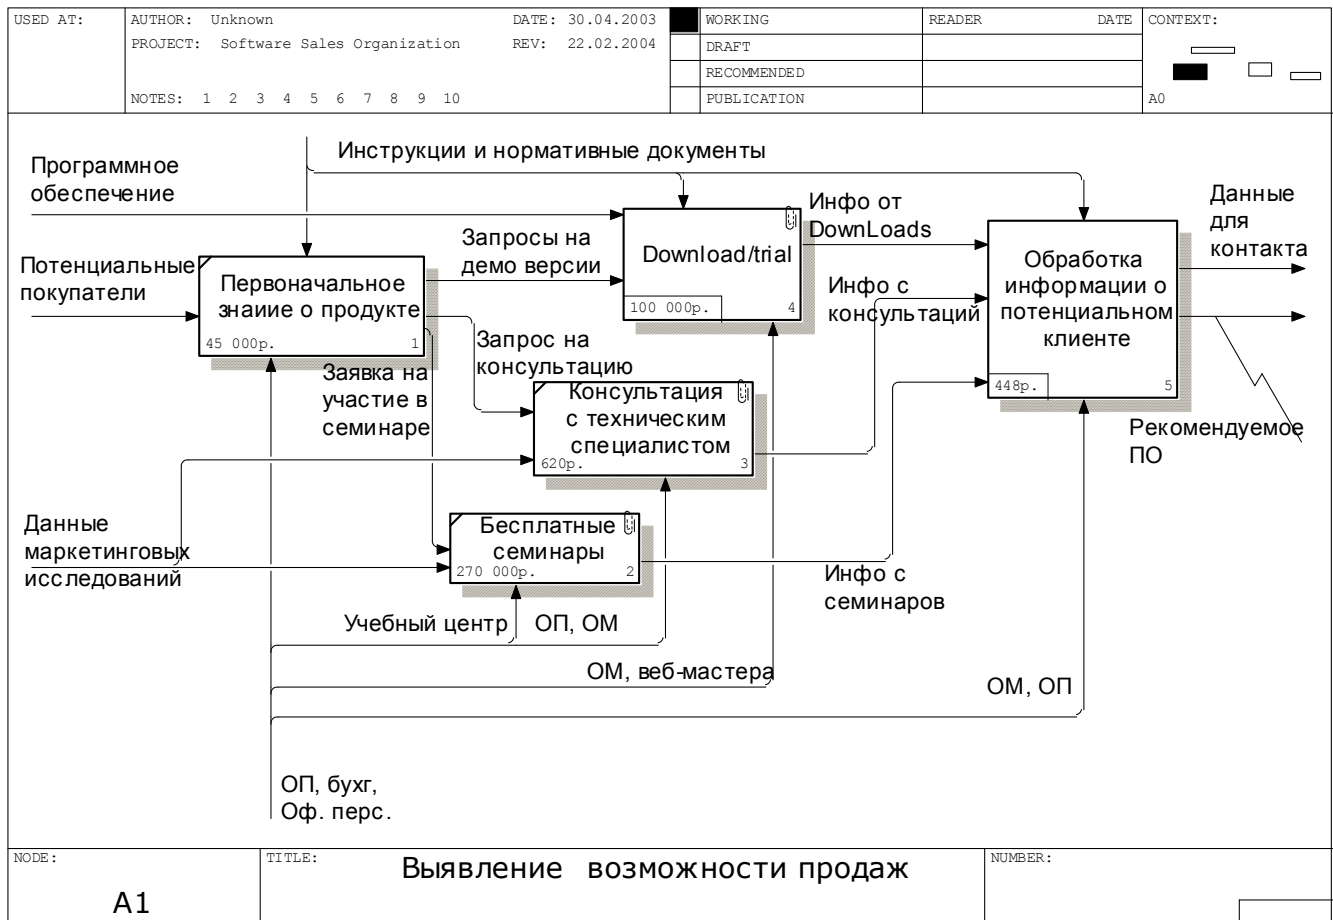 USED AT:
AUTHOR: Unknown
DATE: 30.04.2003
PROJECT: Software Sales Organization
REV: 22.02.2004
NOTES: 1 2 3 4 5 6 7 8 9 10
WORKING
DRAFT
RECOMMENDED
PUBLICATION
READER
DATE
CONTEXT:
A0
Инструкции и нормативные документы
Программное
обеспечение
Потенциальные
покупатели
Первоначальное
знаиие о продукте
45 000р.
1
Запросы на
демо версии
Download/trial
100 000р.
4
Инфо от
DownLoads
Данные
для
контакта
Обработка
информации о
потенциальном
клиенте
448р.
5
Инфо с
консультаций
Запрос на
консультацию
Заявка на
участие в
семинаре
Консультация
с техническим
специалистом
620р.
3
Рекомендуемое
ПО
Данные
маркетинговых
исследований
Бесплатные
семинары
270 000р.
2
Инфо с
семинаров
Учебный центр
ОП, ОМ
ОМ, веб-мастера
ОМ, ОП
ОП, бухг,
Оф. перс.
NODE:
A1
TITLE:
Выявление возможности продаж
NUMBER: